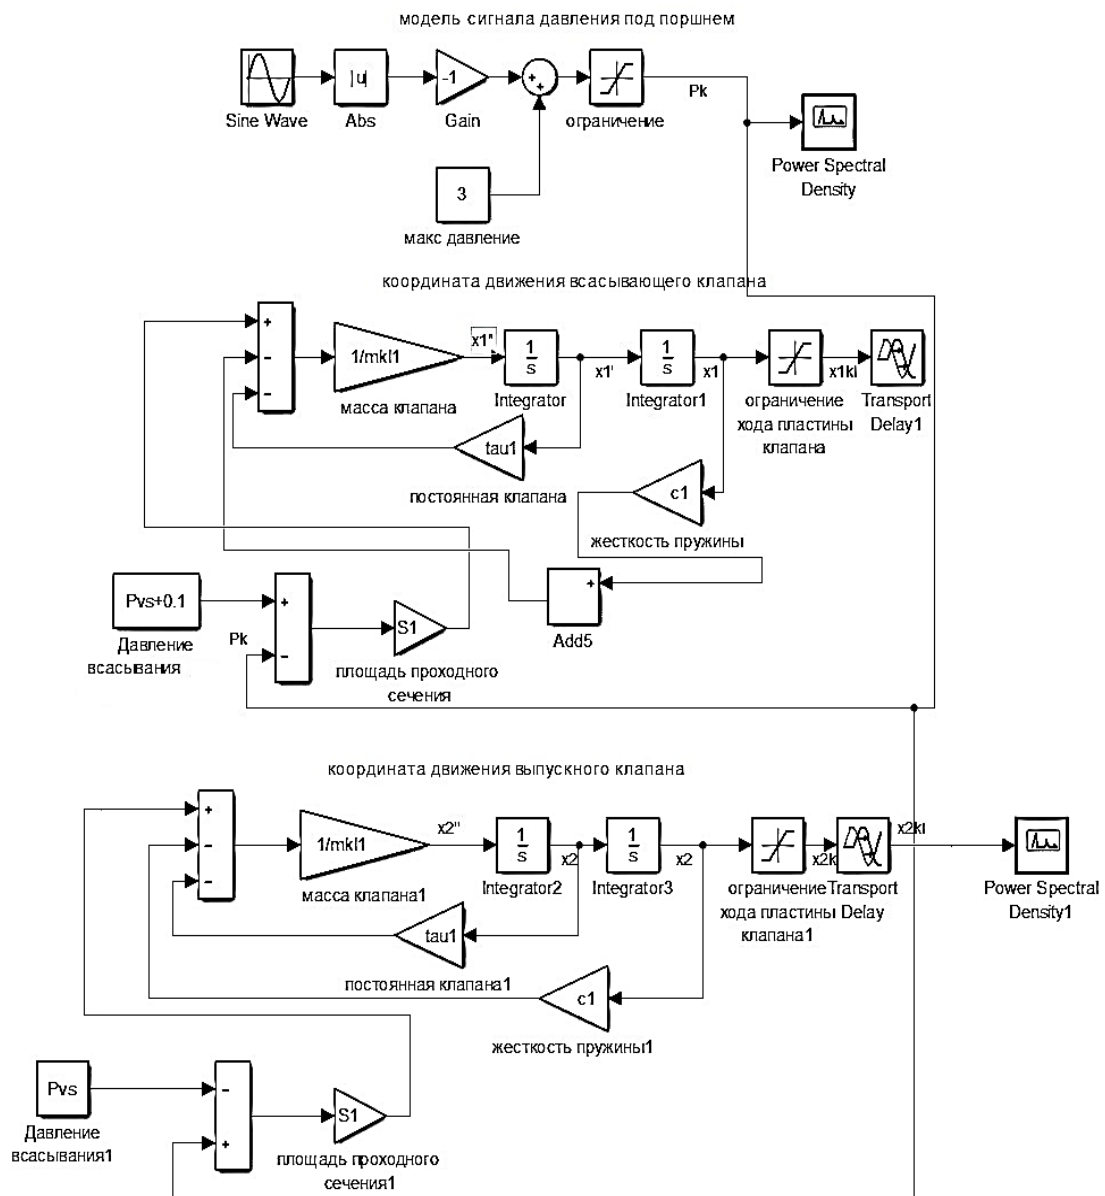 модель сигнала давления под поршнем
|u|
-1
+
+
Sine Wave
Abs
Gain
ограничение
Pk
3
макс давление
Power Spectral
Density
координата движения всасывающего клапана
+
-
-
1/mkl1
масса клапана
x1"
1
s
Integrator
x1'
1
s
Integrator1
x1
ограничение
хода пластины
клапана
x1kl
Transport
Delay1
tau1
постоянная клапана
c1
жесткость пружины
Pvs+0.1
Давление
всасывания
Pk
+
-
S1
площадь проходного
сечения
+
Add5
координата движения выпускного клапана
+
-
-
1/mkl1
масса клапана1
x2"
1
s
Integrator2
x2
1
s
Integrator3
x2
ограничение
хода пластины
клапана1
x2k
Transport
Delay
x2kl
Power Spectral
Density1
tau1
постоянная клапана1
c1
жесткость пружины1
Pvs
Давление
всасывания1
-
+
S1
площадь проходного
сечения1